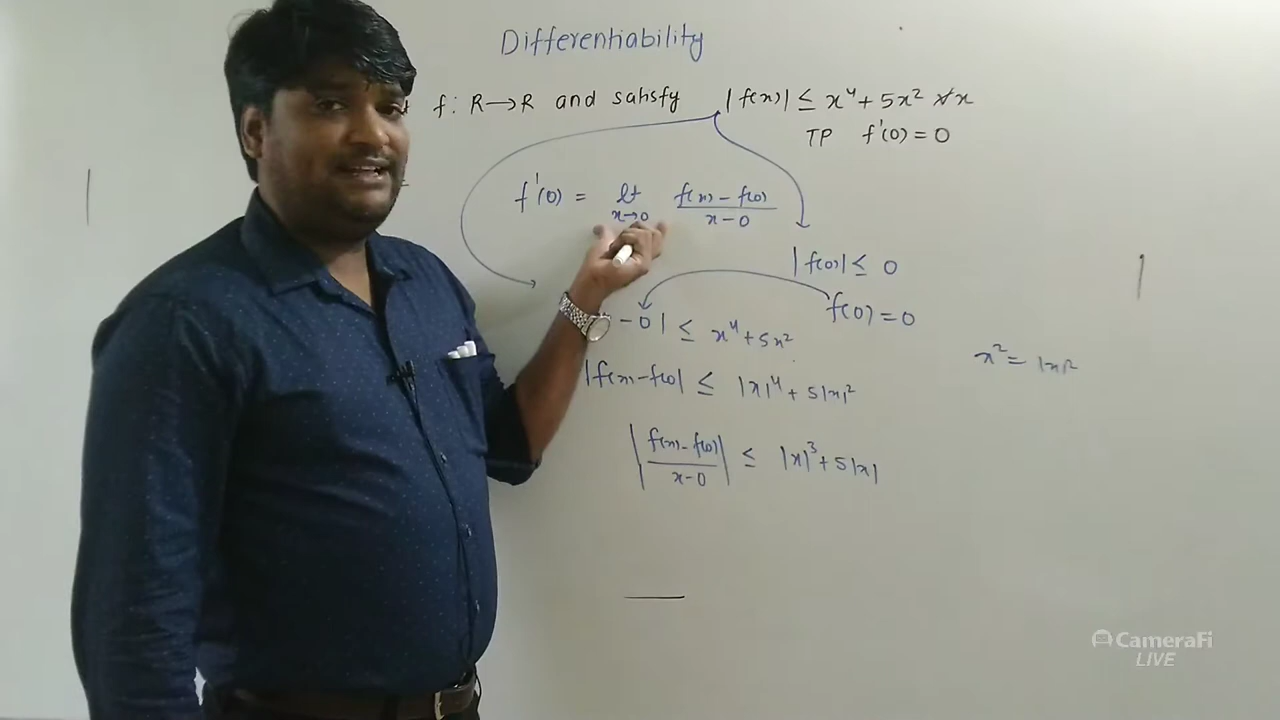 Differentiability
f: R→R and satisfy |f(x)| ≤ x⁴ + 5x² ∀x
TP f'(0) = 0
f'(0) = lt x→0 f(x) – f(0) / x – 0
|f(0)| ≤ 0
f(0) = 0
– 0| ≤ x⁴ + 5x²
x² = |x|²
|f(x) – f(0)| ≤ |x|⁴ + 5|x|²
|f(x) – f(0) / x – 0| ≤ |x|³ + 5|x|
CameraFi
LIVE